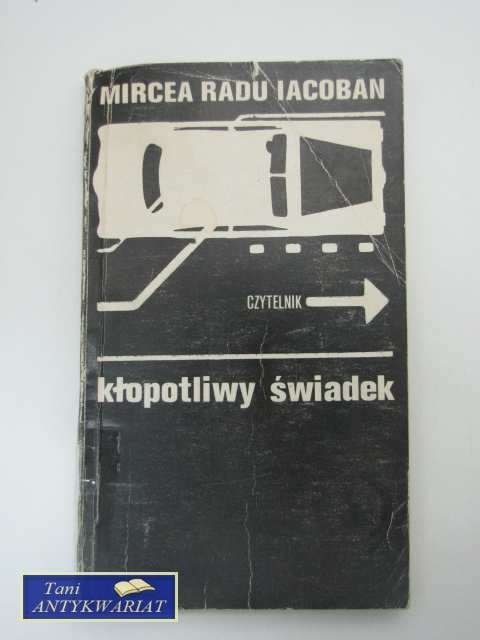 MIRCEA RADU IACOBAN
CZYTELNIK
kłopotliwy świadek
Tani
ANTYKWARIAT